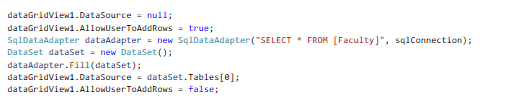 dataGridView1.DataSource = null;
dataGridView1.AllowUserToAddRows = true;
SqlDataAdapter dataAdapter = new SqlDataAdapter("SELECT * FROM [Faculty]", sqlConnection);
DataSet dataSet = new DataSet();
dataAdapter.Fill(dataSet);
dataGridView1.DataSource = dataSet.Tables[0];
dataGridView1.AllowUserToAddRows = false;